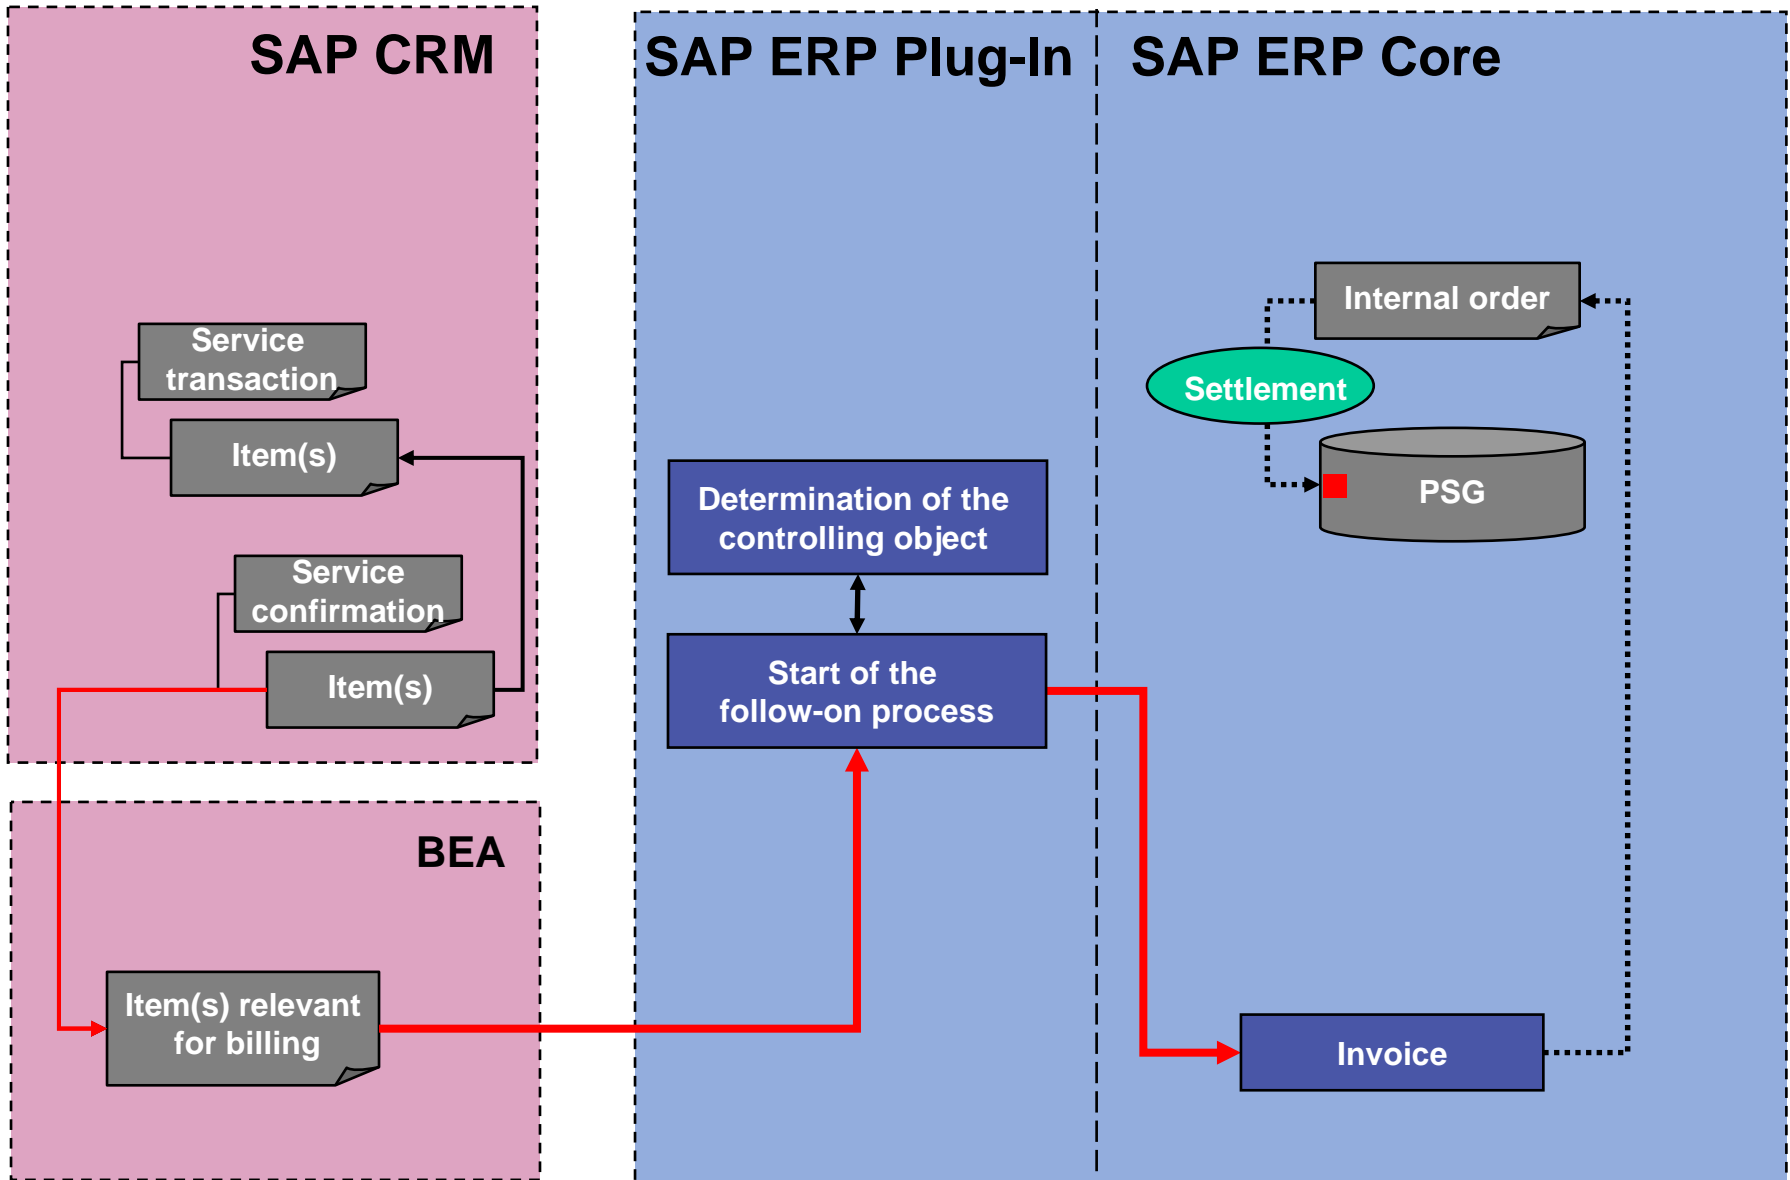 SAP CRM
SAP ERP Plug-In
SAP ERP Core
Service
transaction
Item(s)
Service
confirmation
Item(s)
BEA
Item(s) relevant
for billing
Determination of the
controlling object
Start of the
follow-on process
Internal order
Settlement
PSG
Invoice